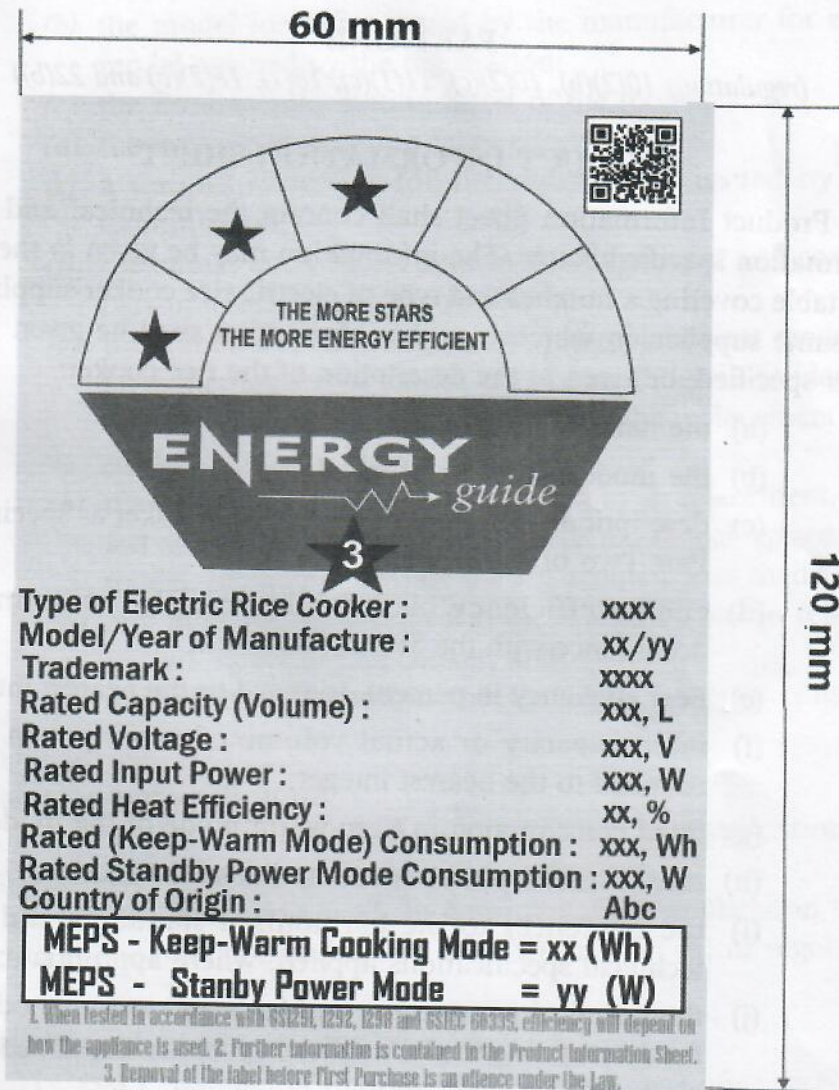 60 mm
THE MORE STARS
THE MORE ENERGY EFFICIENT
ENERGY
guide
3
Type of Electric Rice Cooker : xxxx
Model/Year of Manufacture : xx/yy
Trademark : xxxx
Rated Capacity (Volume) : xxx, L
Rated Voltage : xxx, V
Rated Input Power : xxx, W
Rated Heat Efficiency : xx, %
Rated (Keep-Warm Mode) Consumption : xxx, Wh
Rated Standby Power Mode Consumption : xxx, W
Country of Origin : Abc
MEPS - Keep-Warm Cooking Mode = xx (Wh)
MEPS - Stanby Power Mode = yy (W)
1. When tested in accordance with GS1291, 1292, 1298 and GSIEC 60335, efficiency will depend on
how the appliance is used. 2. Further information is contained in the Product Information Sheet.
3. Removal of the label before First Purchase is an offence under the Law.
120 mm